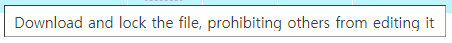 Download and lock the file, prohibiting others from editing it